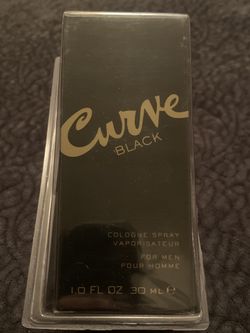 Curve
BLACK
COLOGNE SPRAY
VAPORISATEUR
FOR MEN
POUR HOMME
1.0 FL OZ 30 ML ℮